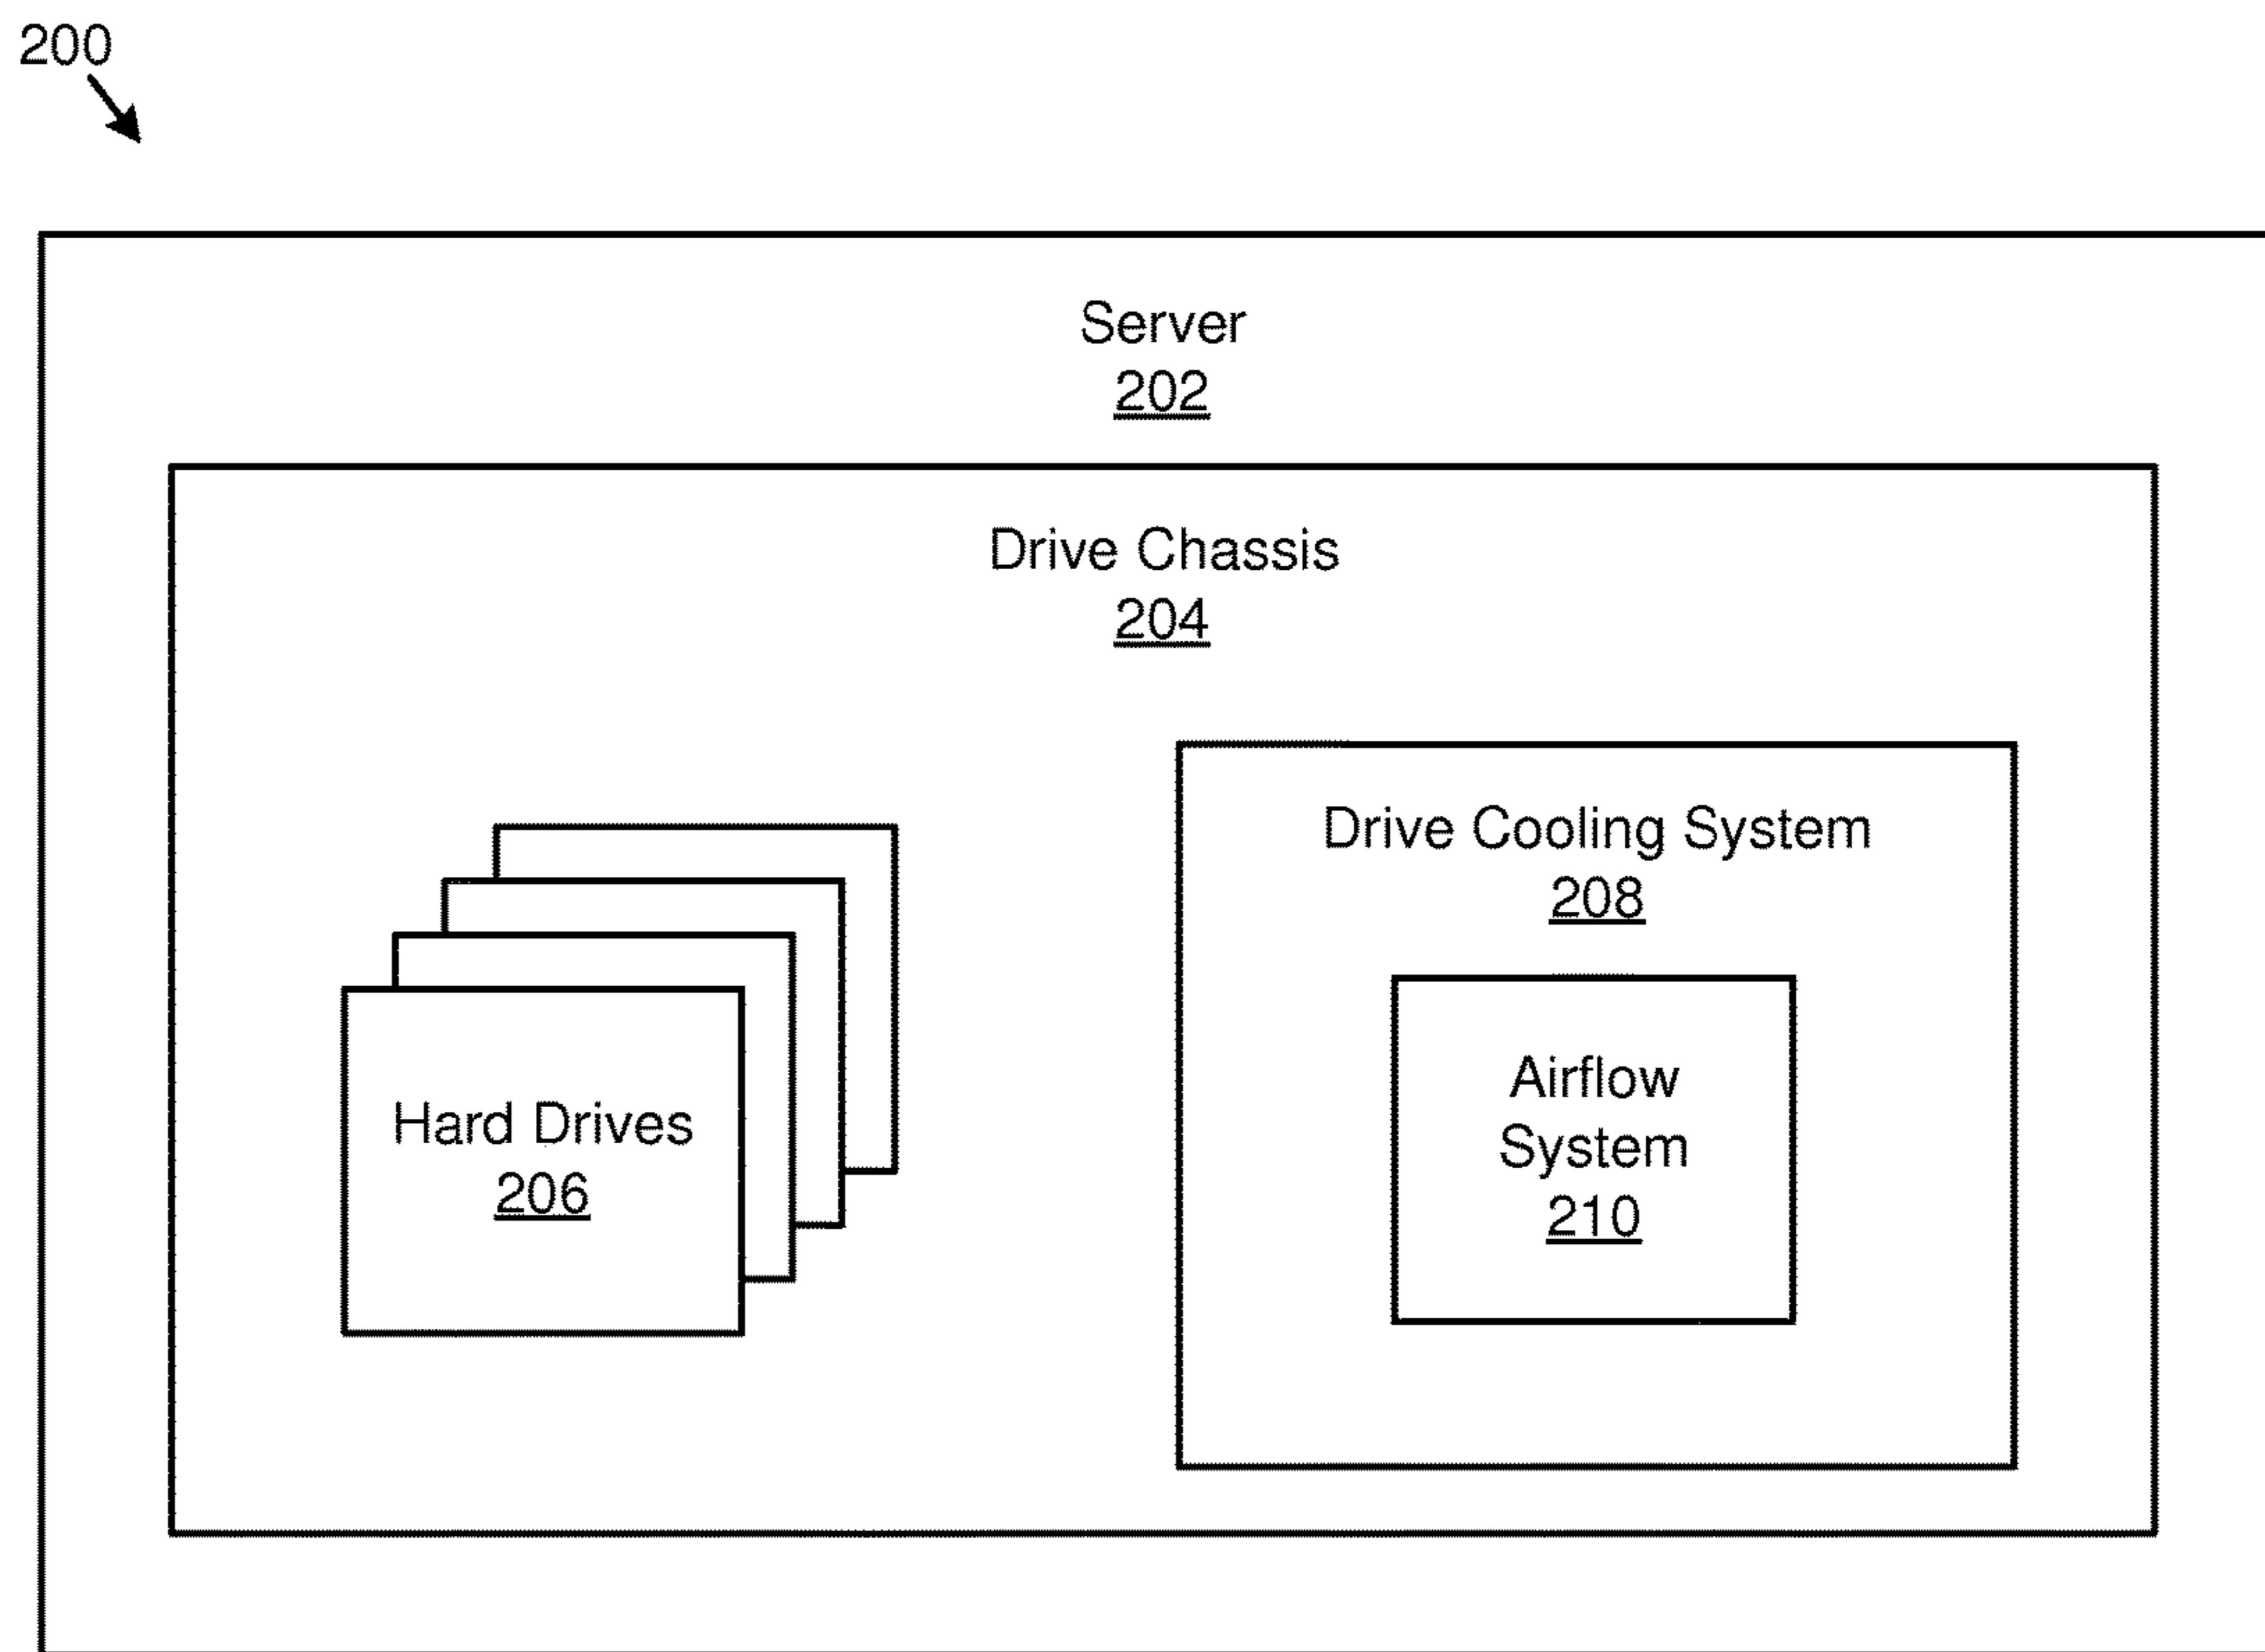 200
Server
202
Drive Chassis
204
Drive Cooling System
208
Hard Drives
206
Airflow
System
210